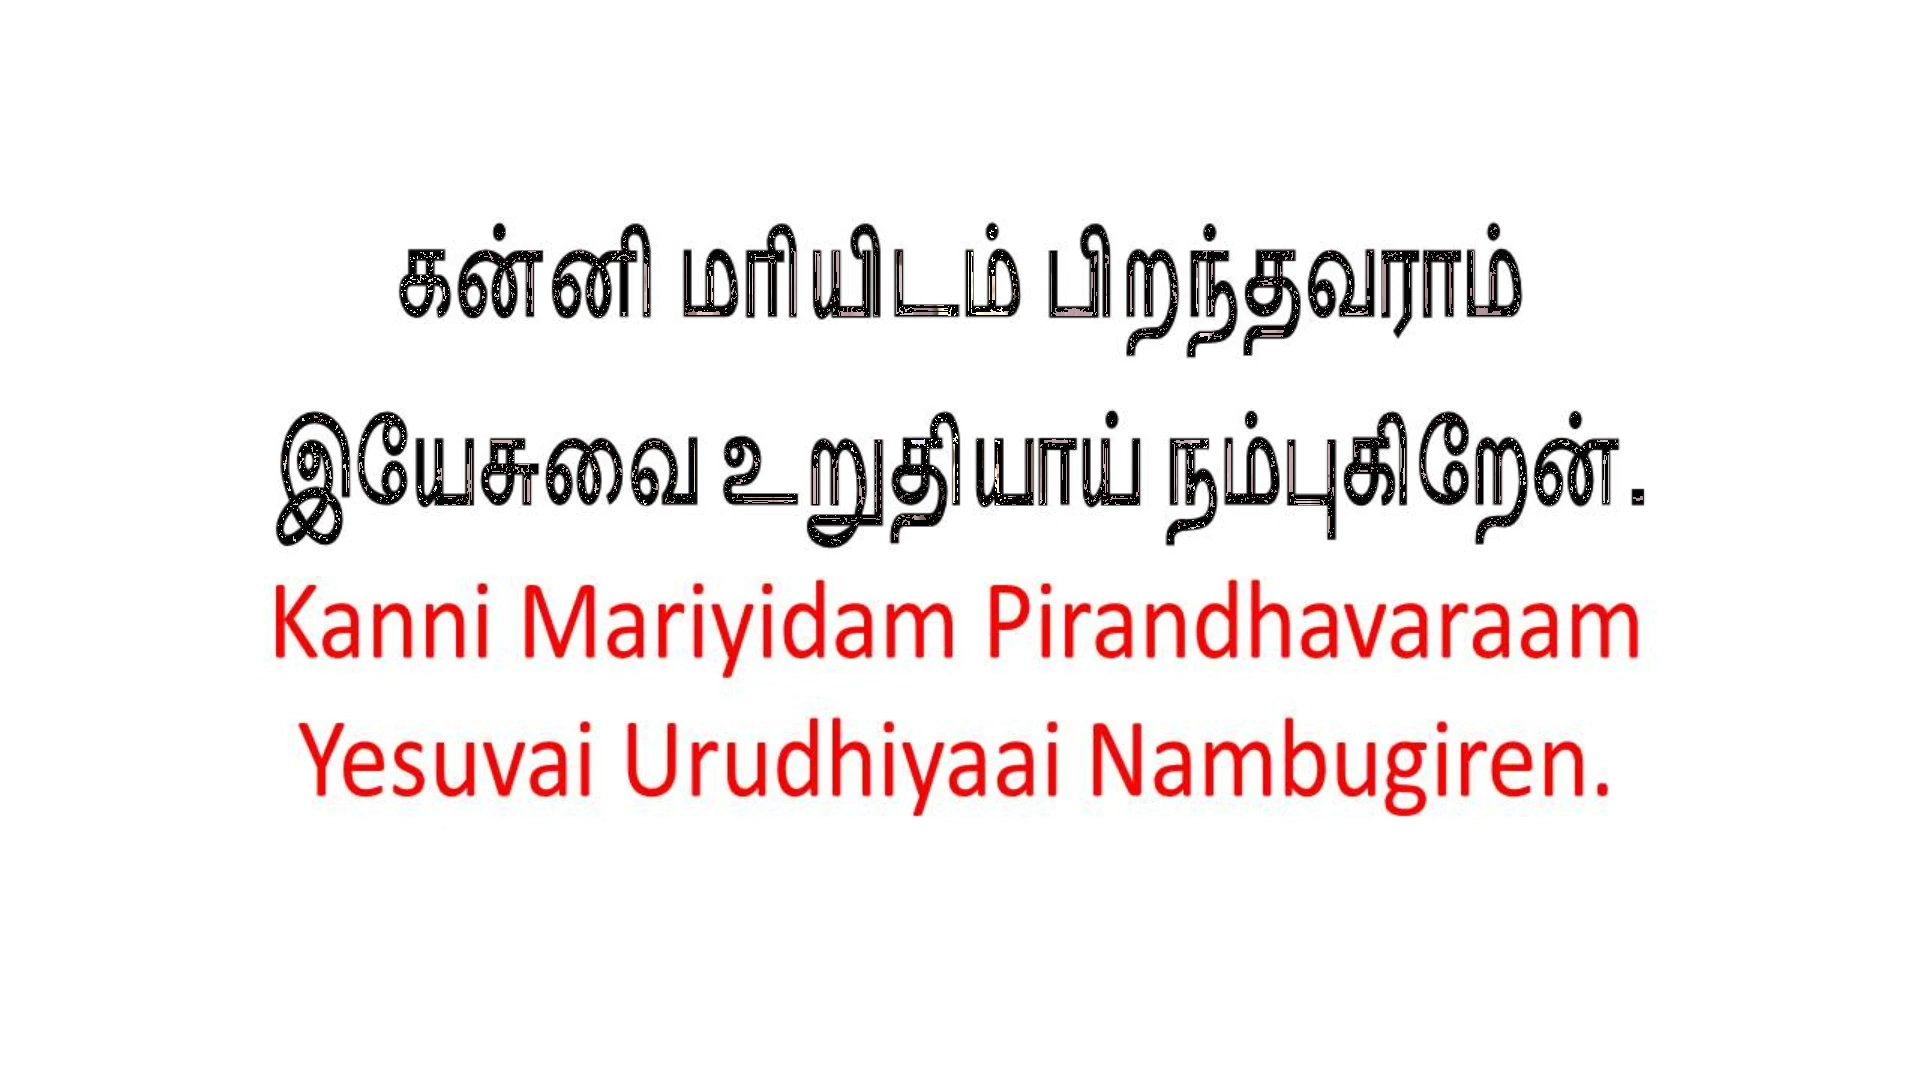 கன்னி மரியிடம் பிறந்தவராம்
இயேசுவை உறுதியாய் நம்புகிறேன்.
Kanni Mariyidam Pirandhavaraam
Yesuvai Urudhiyaai Nambugiren.